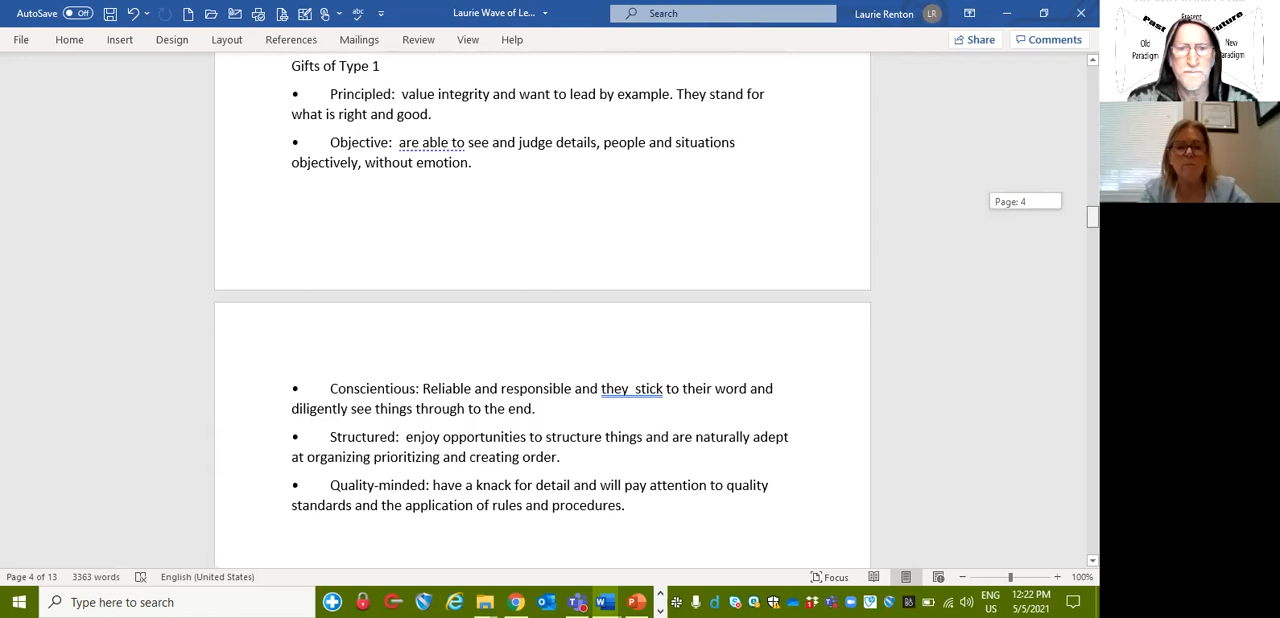 AutoSave Off Laurie Wave of Le... Search Laurie Renton LR
File Home Insert Design Layout References Mailings Review View Help Share Comments
Past Present Future
Old Paradigm New Paradigm
Gifts of Type 1
• Principled:  value integrity and want to lead by example. They stand for
what is right and good.
• Objective:  are able to see and judge details, people and situations
objectively, without emotion.
Page: 4
• Conscientious: Reliable and responsible and they  stick to their word and
diligently see things through to the end.
• Structured:  enjoy opportunities to structure things and are naturally adept
at organizing prioritizing and creating order.
• Quality-minded: have a knack for detail and will pay attention to quality
standards and the application of rules and procedures.
Page 4 of 13 3363 words English (United States) Focus 100%
Type here to search ENG 12:22 PM
US 5/5/2021